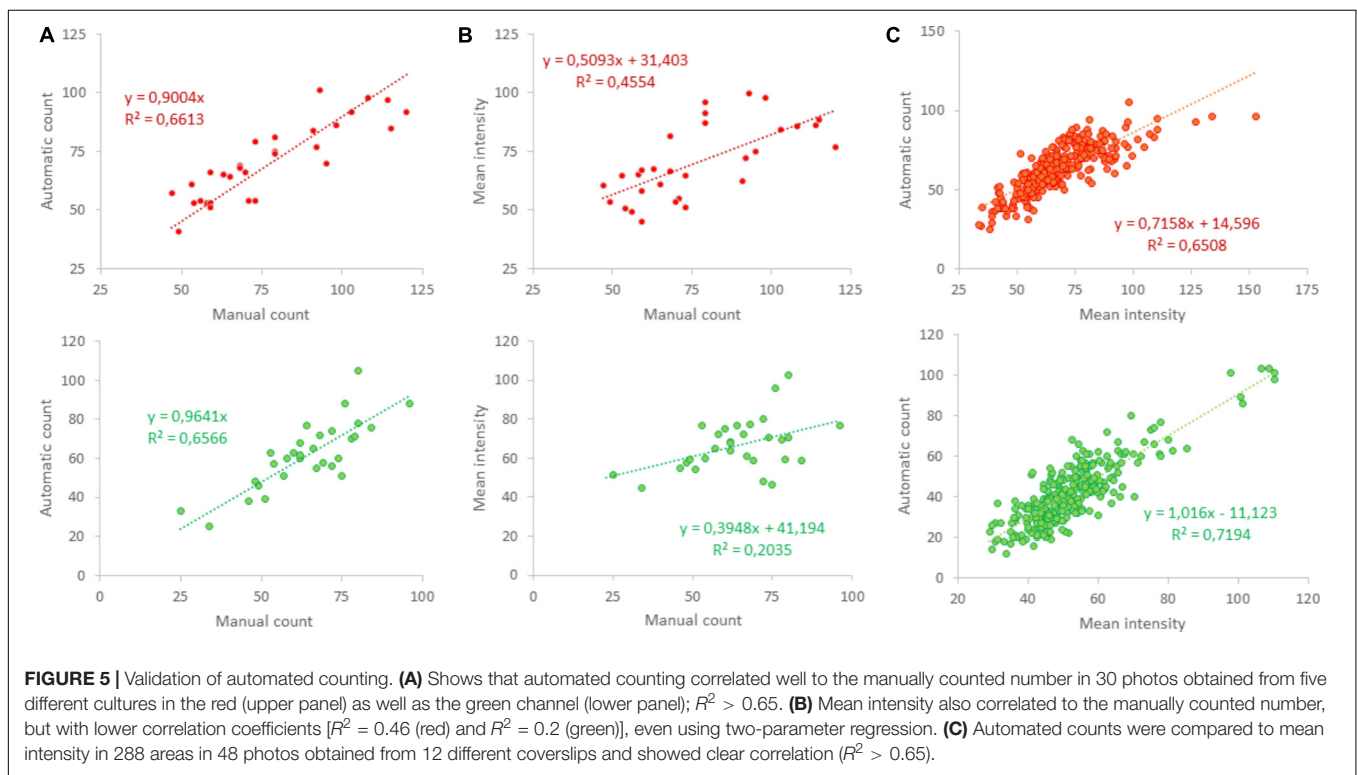 A
B
C
125
100
75
50
25
25
50
75
100
125
Automatic count
Manual count
y = 0,9004x
R² = 0,6613
125
100
75
50
25
25
50
75
100
125
Mean intensity
Manual count
y = 0,5093x + 31,403
R² = 0,4554
150
100
50
0
25
50
75
100
125
150
175
Automatic count
Mean intensity
y = 0,7158x + 14,596
R² = 0,6508
120
100
80
60
40
20
0
0
25
50
75
100
Automatic count
Manual count
y = 0,9641x
R² = 0,6566
120
100
80
60
40
20
0
0
25
50
75
100
Mean intensity
Manual count
y = 0,3948x + 41,194
R² = 0,2035
120
100
80
60
40
20
0
20
40
60
80
100
120
Automatic count
Mean intensity
y = 1,016x - 11,123
R² = 0,7194
FIGURE 5 | Validation of automated counting. (A) Shows that automated counting correlated well to the manually counted number in 30 photos obtained from five
different cultures in the red (upper panel) as well as the green channel (lower panel); R² > 0.65. (B) Mean intensity also correlated to the manually counted number,
but with lower correlation coefficients [R² = 0.46 (red) and R² = 0.2 (green)], even using two-parameter regression. (C) Automated counts were compared to mean
intensity in 288 areas in 48 photos obtained from 12 different coverslips and showed clear correlation (R² > 0.65).